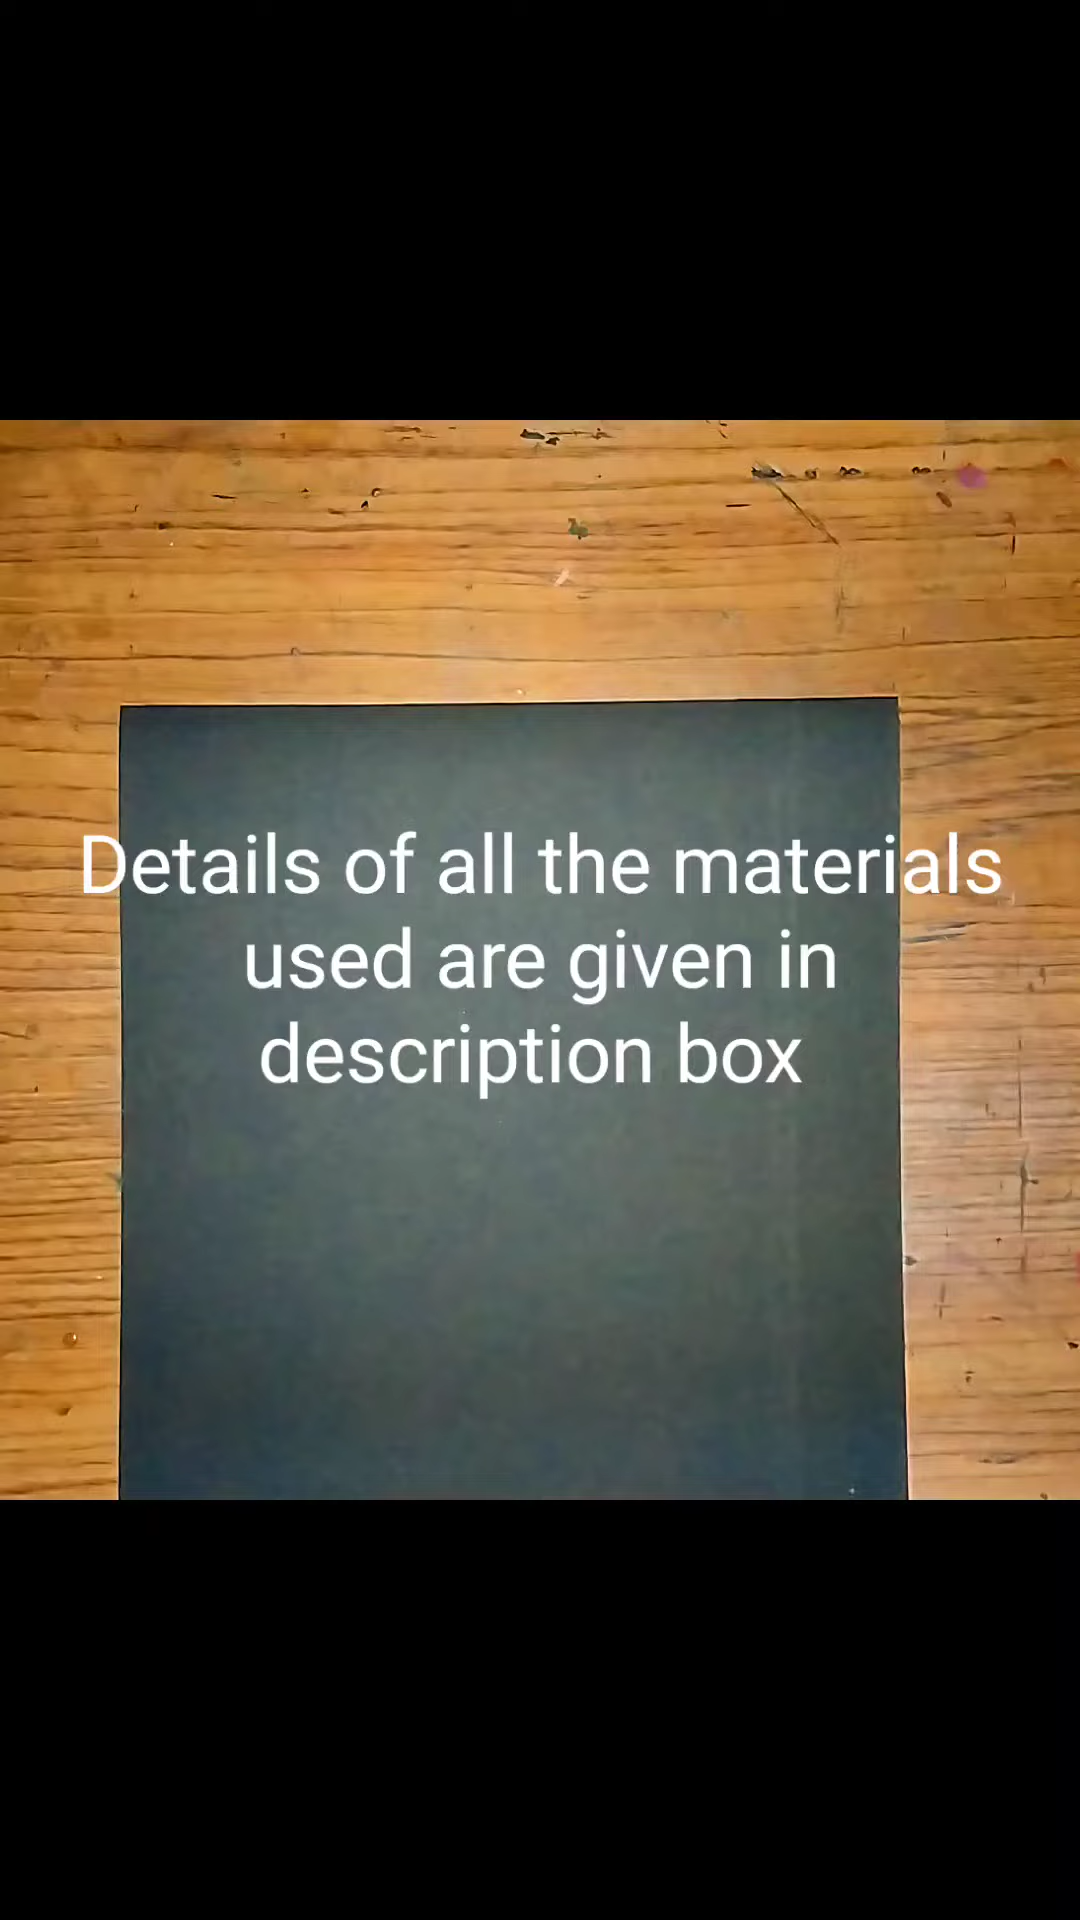 Details of all the materials
used are given in
description box